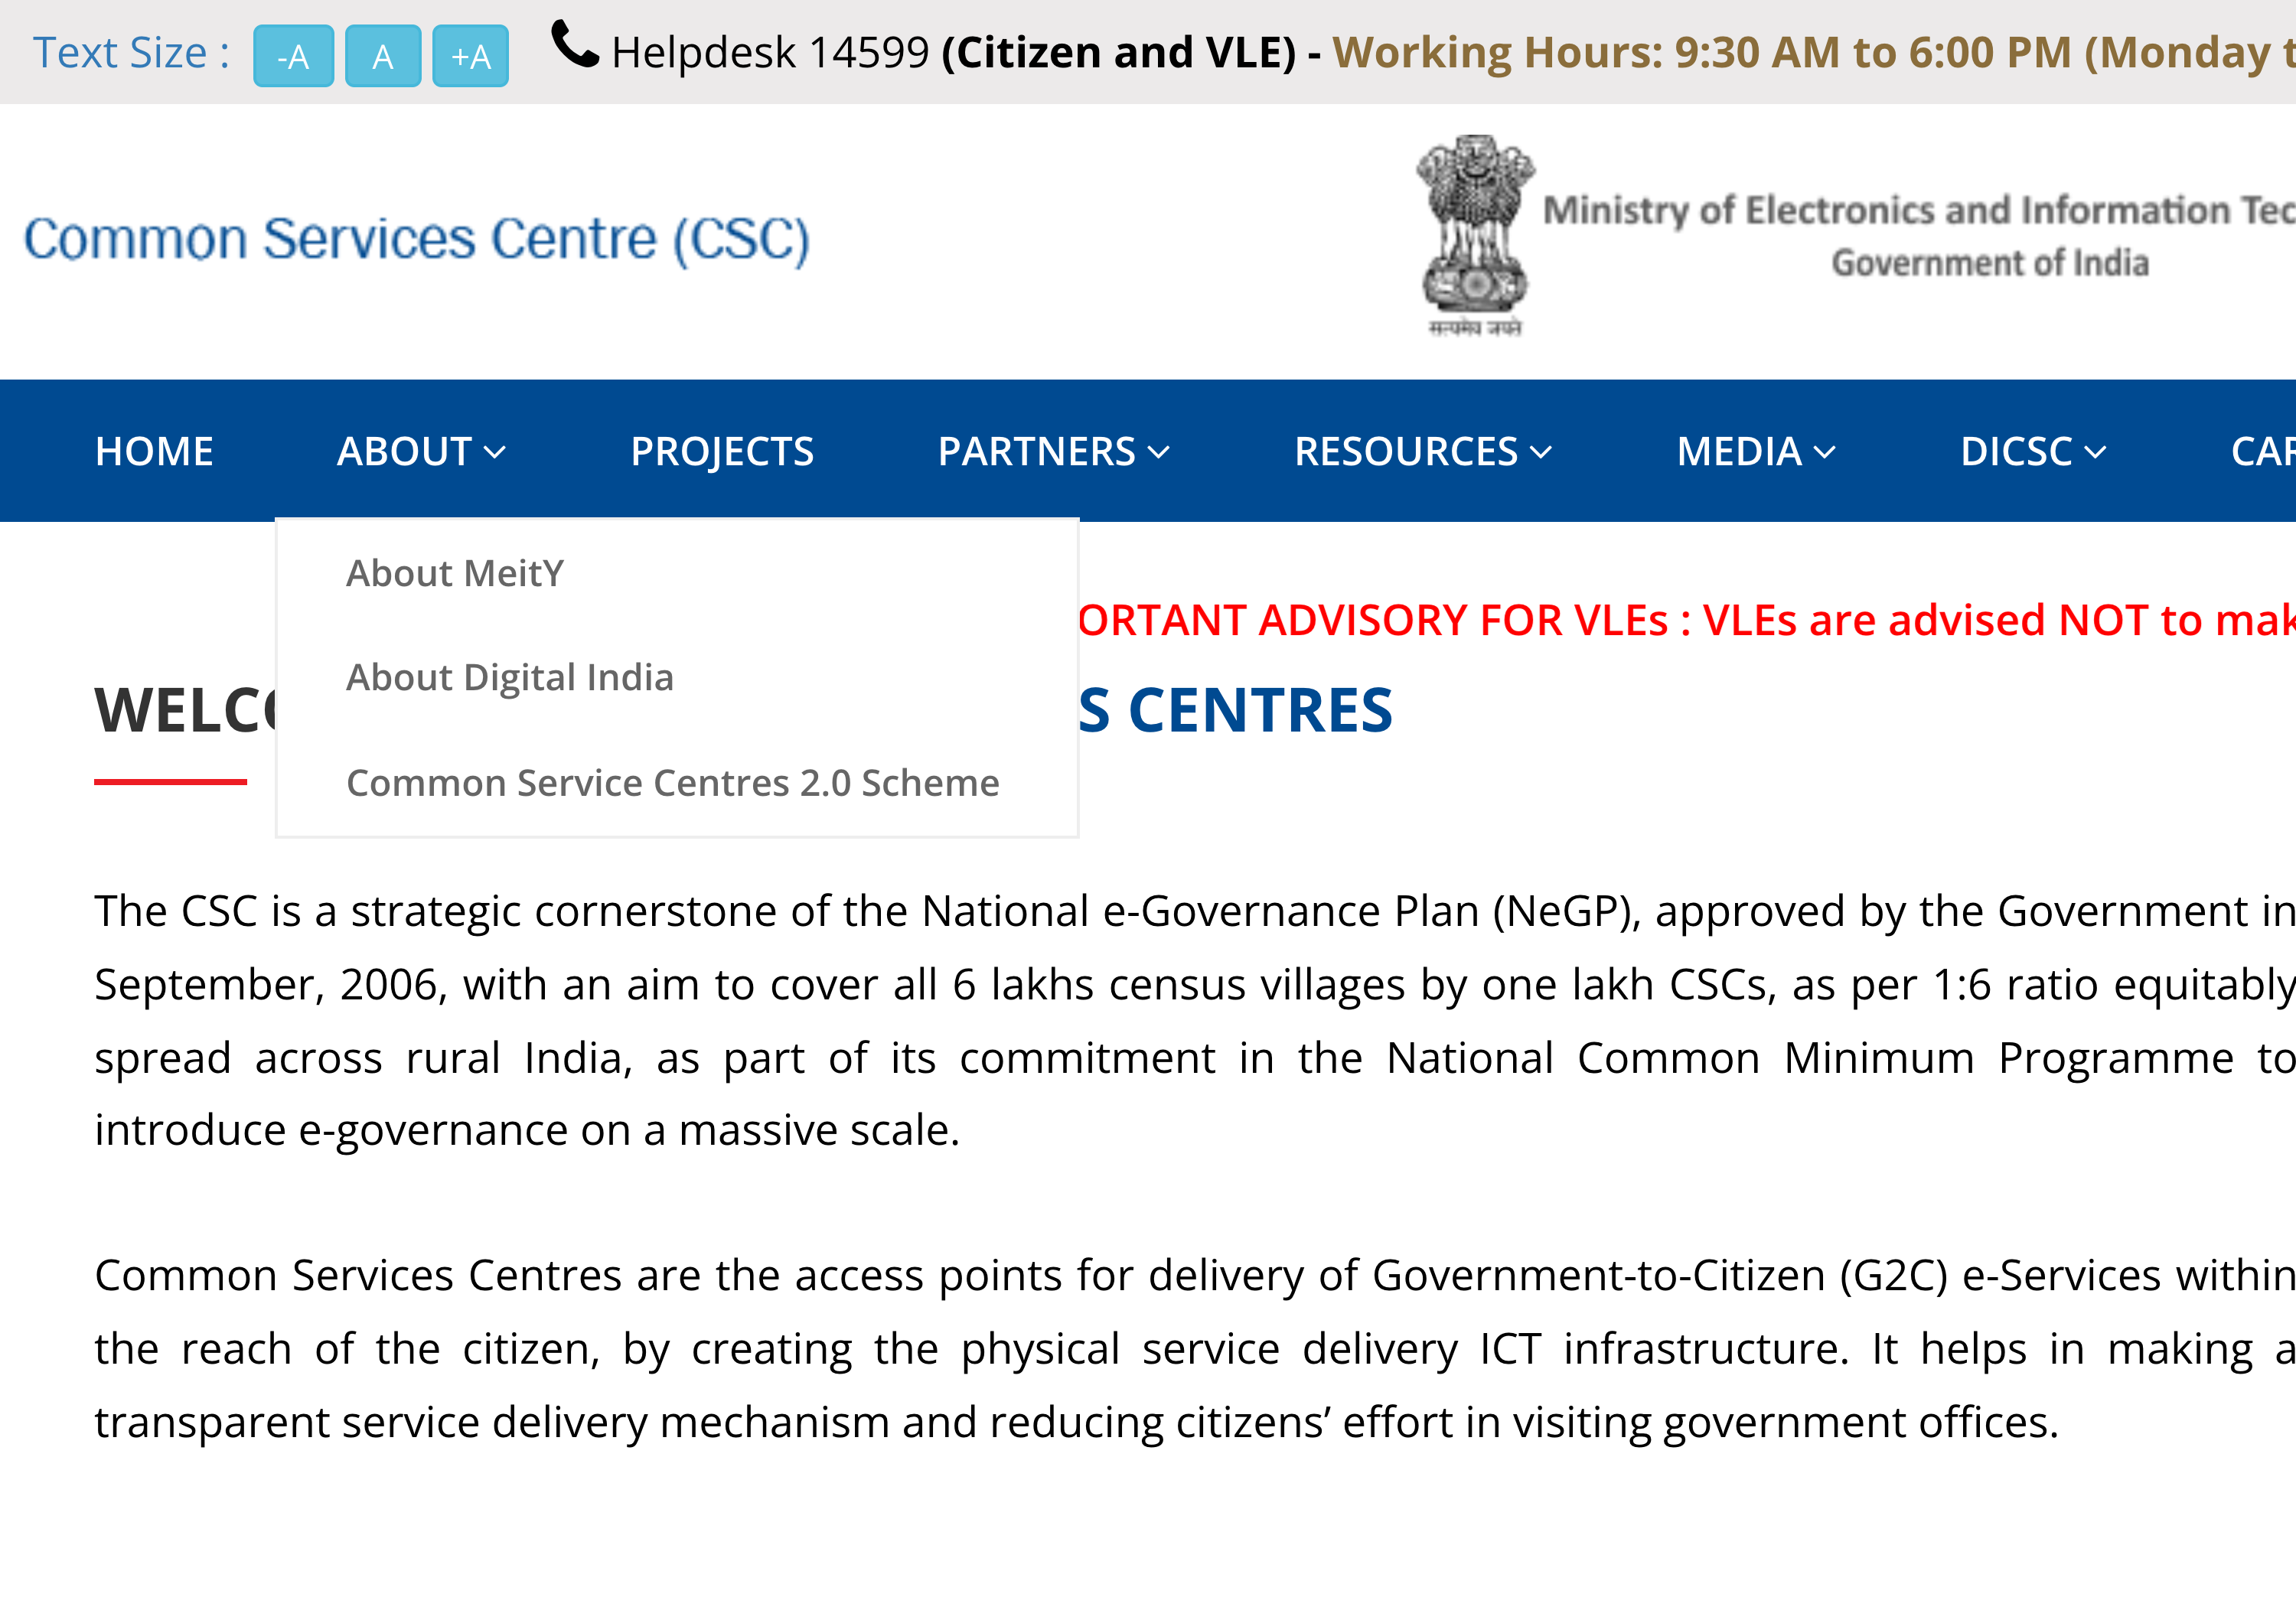 Text Size : -A A +A Helpdesk 14599 (Citizen and VLE) - Working Hours: 9:30 AM to 6:00 PM (Monday
Common Services Centre (CSC)
Ministry of Electronics and Information
Government of India
सत्यमेव जयते
HOME ABOUT PROJECTS PARTNERS RESOURCES MEDIA DICSC
About MeitY
ORTANT ADVISORY FOR VLEs : VLEs are advised NOT to
About Digital India
S CENTRES
Common Service Centres 2.0 Scheme
The CSC is a strategic cornerstone of the National e-Governance Plan (NeGP), approved by the Government in
September, 2006, with an aim to cover all 6 lakhs census villages by one lakh CSCs, as per 1:6 ratio equitably
spread across rural India, as part of its commitment in the National Common Minimum Programme to
introduce e-governance on a massive scale.
Common Services Centres are the access points for delivery of Government-to-Citizen (G2C) e-Services within
the reach of the citizen, by creating the physical service delivery ICT infrastructure. It helps in making a
transparent service delivery mechanism and reducing citizens’ effort in visiting government offices.